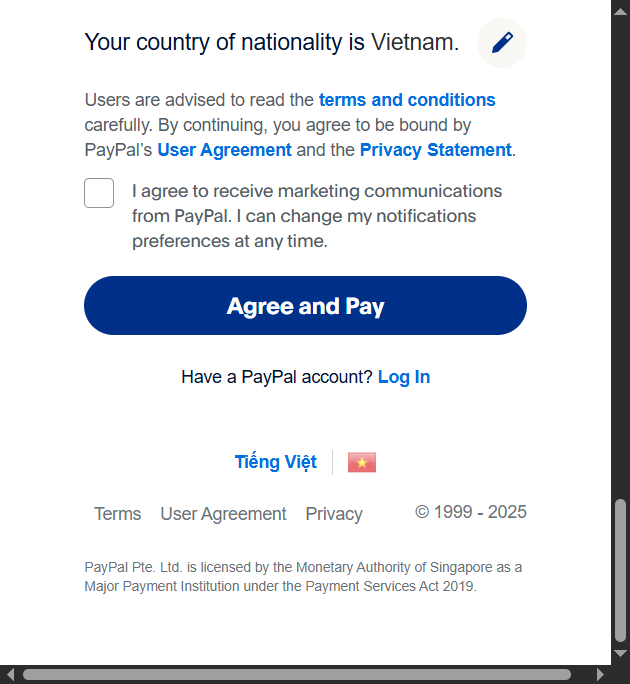 Your country of nationality is Vietnam.
Users are advised to read the terms and conditions
carefully. By continuing, you agree to be bound by
PayPal’s User Agreement and the Privacy Statement.
I agree to receive marketing communications
from PayPal. I can change my notifications
preferences at any time.
Agree and Pay
Have a PayPal account? Log In
Tiếng Việt
Terms User Agreement Privacy © 1999 - 2025
PayPal Pte. Ltd. is licensed by the Monetary Authority of Singapore as a
Major Payment Institution under the Payment Services Act 2019.